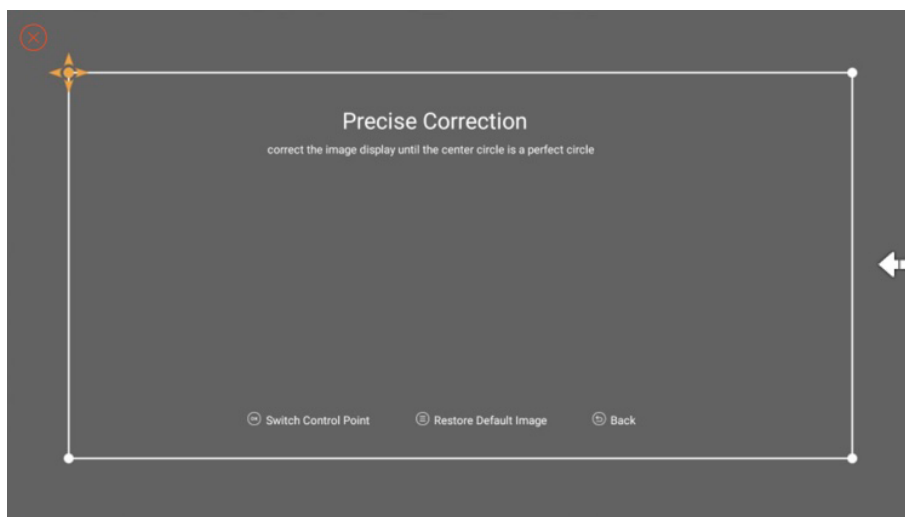 Precise Correction
correct the image display until the center circle is a perfect circle
Switch Control Point Restore Default Image Back